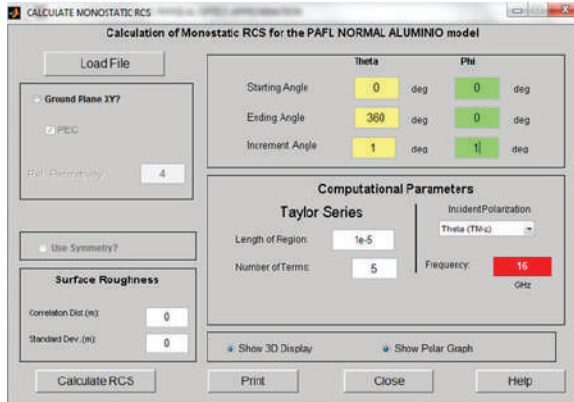 CALCULATE MONOSTATIC RCS
Calculation of Monostatic RCS for the PAFL NORMAL ALUMINIO model
Load File
Ground Plane XY?
PEC
Rel. Permittivity
4
Use Symmetry?
Surface Roughness
Correlation Dist.(m):
0
Standard Dev.(m):
0
Theta Phi
Starting Angle 0 deg 0 deg
Ending Angle 360 deg 0 deg
Increment Angle 1 deg 1 deg
Computational Parameters
Taylor Series
Length of Region: 1e-5
Number of Terms: 5
Incident Polarization
Theta (TM-z)
Frequency: 16
GHz
Show 3D Display Show Polar Graph
Calculate RCS Print Close Help